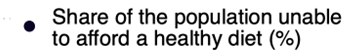 Share of the population unable
to afford a healthy diet (%)